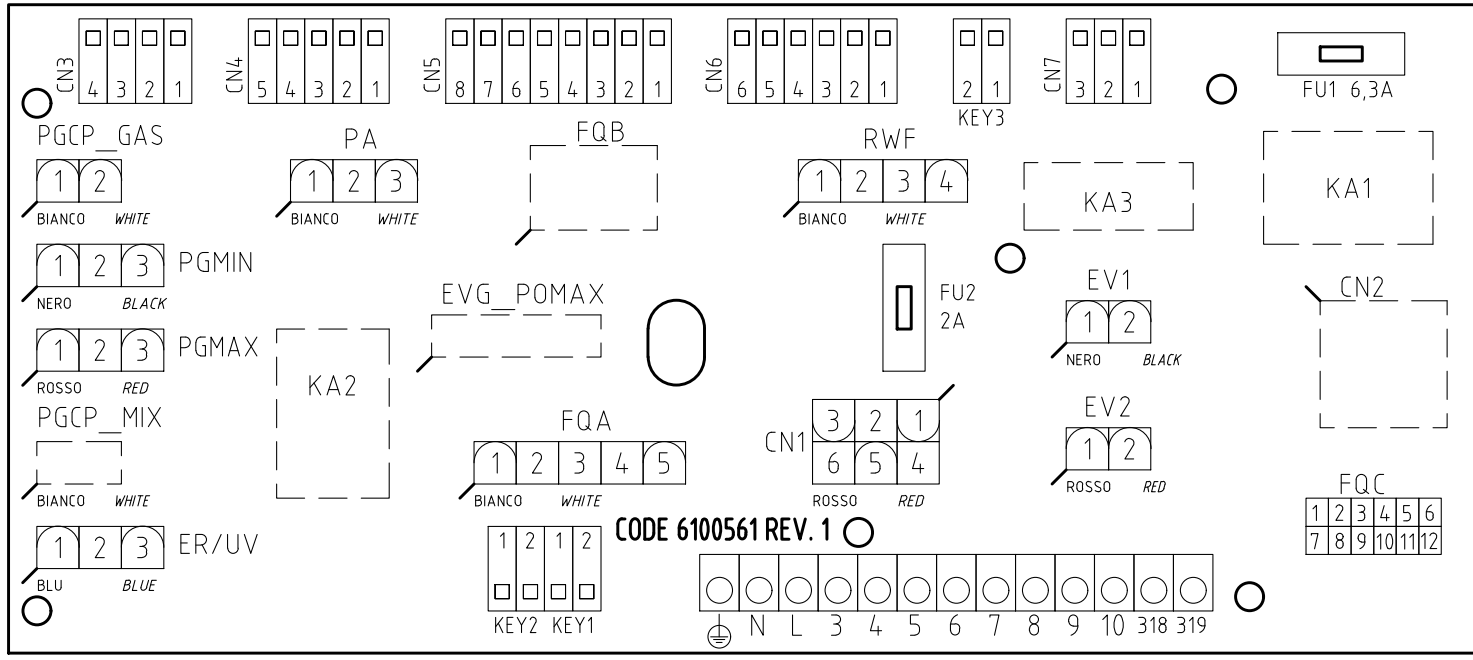 CN3
4 3 2 1
CN4
5 4 3 2 1
CN5
8 7 6 5 4 3 2 1
CN6
6 5 4 3 2 1
2 1
KEY3
CN7
3 2 1
FU1 6,3A
PGCP_GAS
1 2
BIANCO WHITE
PA
1 2 3
BIANCO WHITE
FQB
RWF
1 2 3 4
BIANCO WHITE
KA3
KA1
1 2 3 PGMIN
NERO BLACK
EVG_POMAX
FU2
2A
EV1
1 2
NERO BLACK
CN2
1 2 3 PGMAX
ROSSO RED
KA2
PGCP_MIX
BIANCO WHITE
FQA
1 2 3 4 5
BIANCO WHITE
CN1
3 2 1
6 5 4
ROSSO RED
EV2
1 2
ROSSO RED
FQC
1 2 3 4 5 6
7 8 9 10 11 12
1 2 3 ER/UV
BLU BLUE
1 2 1 2
KEY2 KEY1
CODE 6100561 REV. 1
N L 3 4 5 6 7 8 9 10 318 319